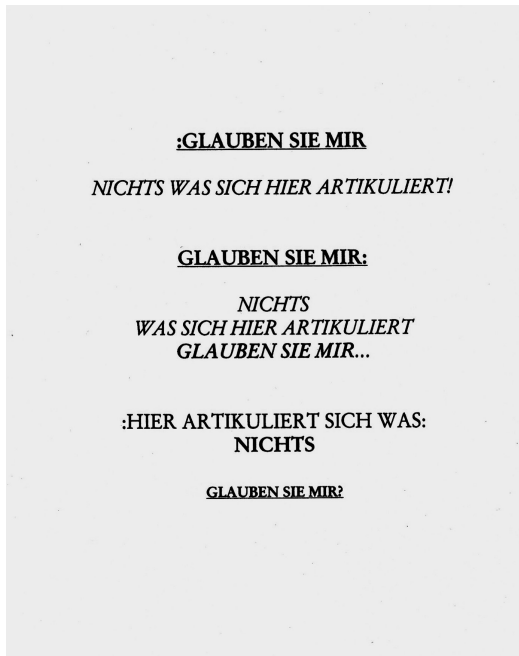 :GLAUBEN SIE MIR
NICHTS WAS SICH HIER ARTIKULIERT!
GLAUBEN SIE MIR:
NICHTS
WAS SICH HIER ARTIKULIERT
GLAUBEN SIE MIR...
:HIER ARTIKULIERT SICH WAS:
NICHTS
GLAUBEN SIE MIR?